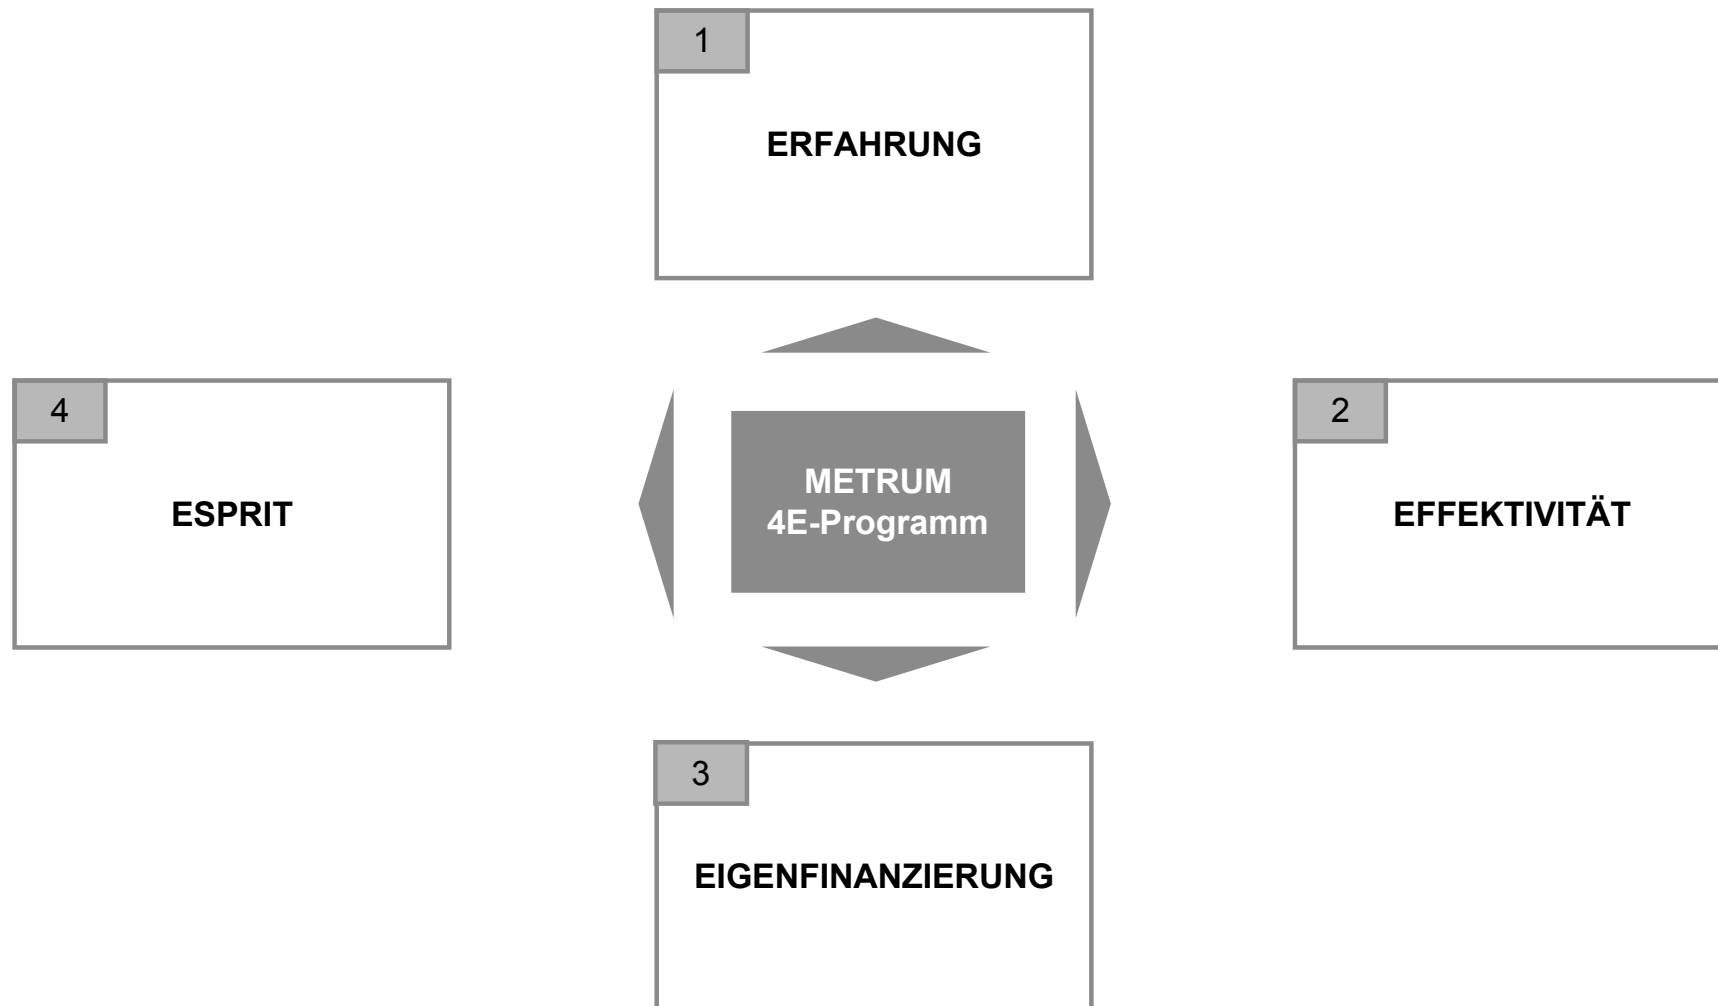 1
ERFAHRUNG
4
ESPRIT
METRUM
4E-Programm
2
EFFEKTIVITÄT
3
EIGENFINANZIERUNG